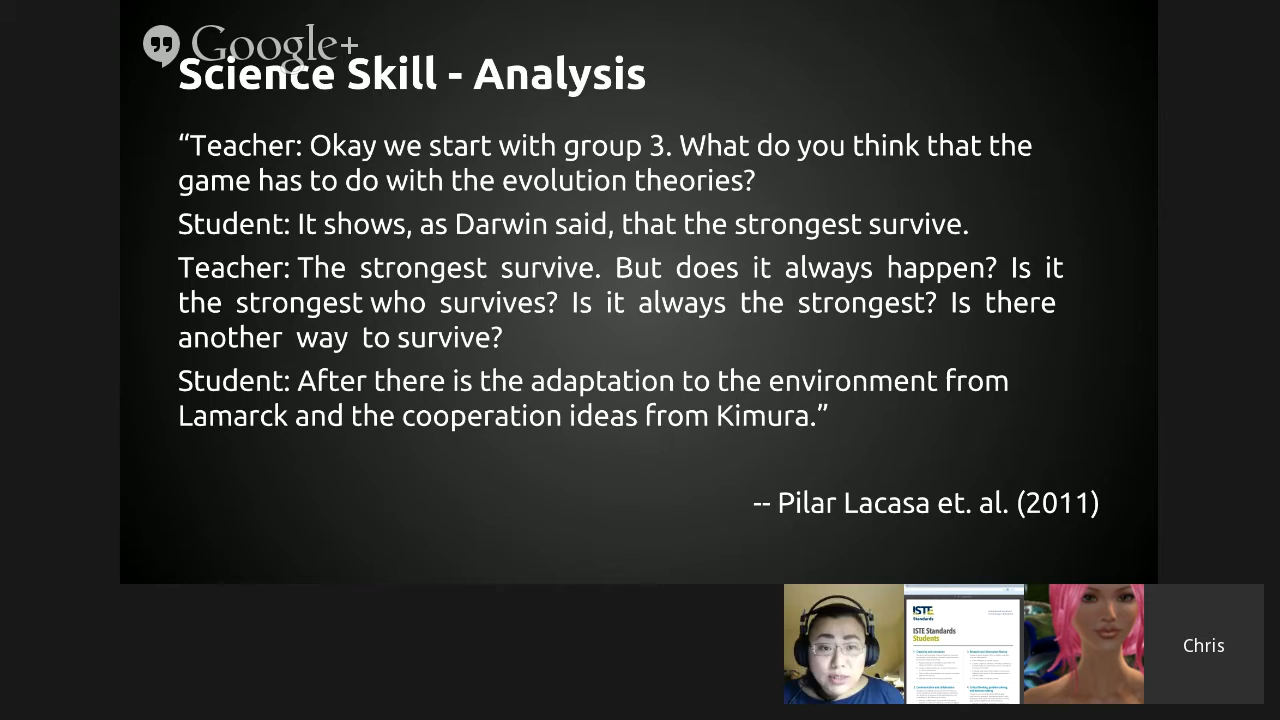 Google+
Science Skill - Analysis
“Teacher: Okay we start with group 3. What do you think that the
game has to do with the evolution theories?
Student: It shows, as Darwin said, that the strongest survive.
Teacher: The strongest survive. But does it always happen? Is it
the strongest who survives? Is it always the strongest? Is there
another way to survive?
Student: After there is the adaptation to the environment from
Lamarck and the cooperation ideas from Kimura.”
-- Pilar Lacasa et. al. (2011)
ISTE
Standards
ISTE Standards
Students
Chris